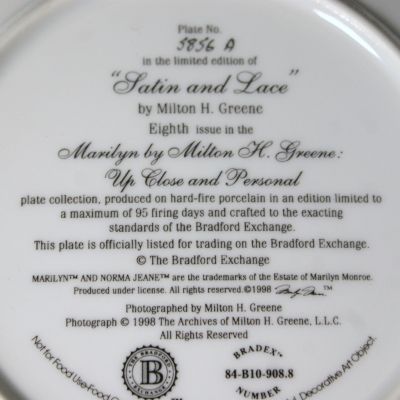 Plate No.
5856 A
in the limited edition of
"Satin and Lace"
by Milton H. Greene
Eighth issue in the
Marilyn by Milton H. Greene:
Up Close and Personal
plate collection, produced on hard-fire porcelain in an edition limited to
a maximum of 95 firing days and crafted to the exacting
standards of the Bradford Exchange.
This plate is officially listed for trading on the Bradford Exchange.
© The Bradford Exchange
MARILYN™ AND NORMA JEANE™ are the trademarks of the Estate of Marilyn Monroe.
Produced under license. All rights reserved.©1998 Marilyn Monroe™
Photographed by Milton H. Greene
Photograph © 1998 The Archives of Milton H. Greene, L.L.C.
All Rights Reserved
THE BRADFORD
B
EXCHANGE
BRADEX™
84-B10-908.8
NUMBER
Not for Food Use-Food
Decorative Art Object.